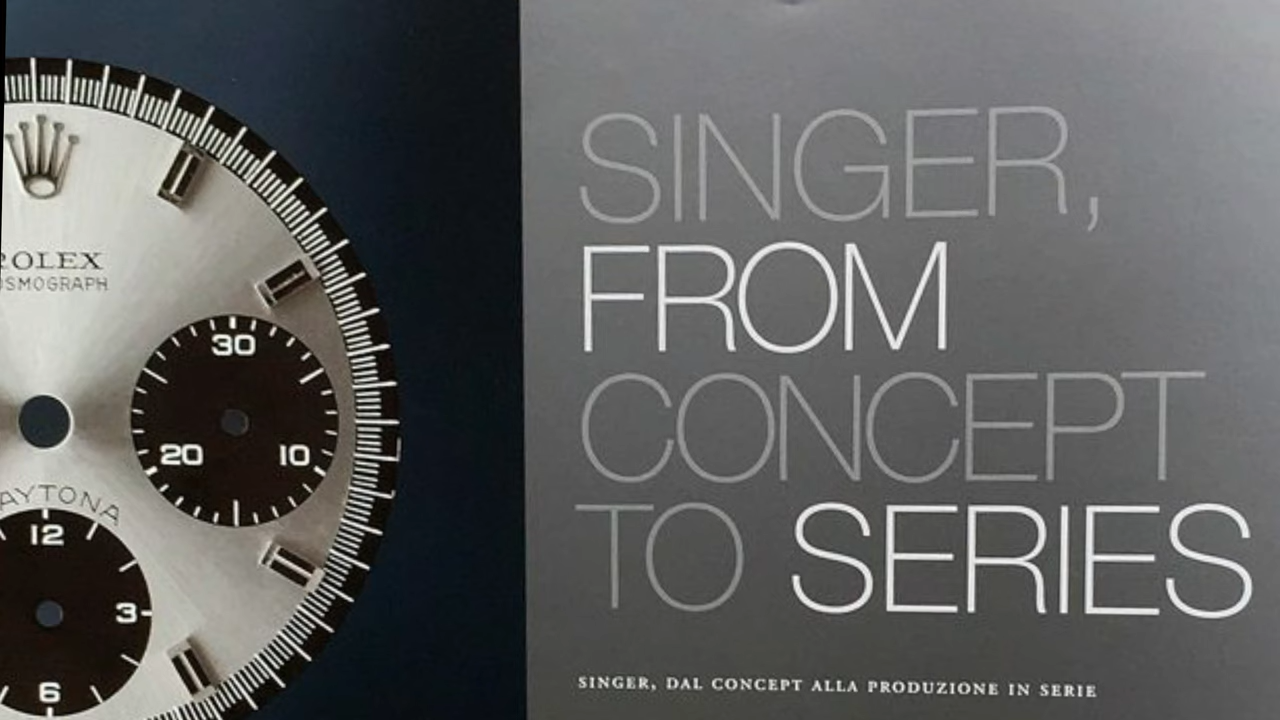 ROLEX
COSMOGRAPH
30
20 10
DAYTONA
12
3
6
SINGER,
FROM
CONCEPT
TO SERIES
SINGER, DAL CONCEPT ALLA PRODUZIONE IN SERIE